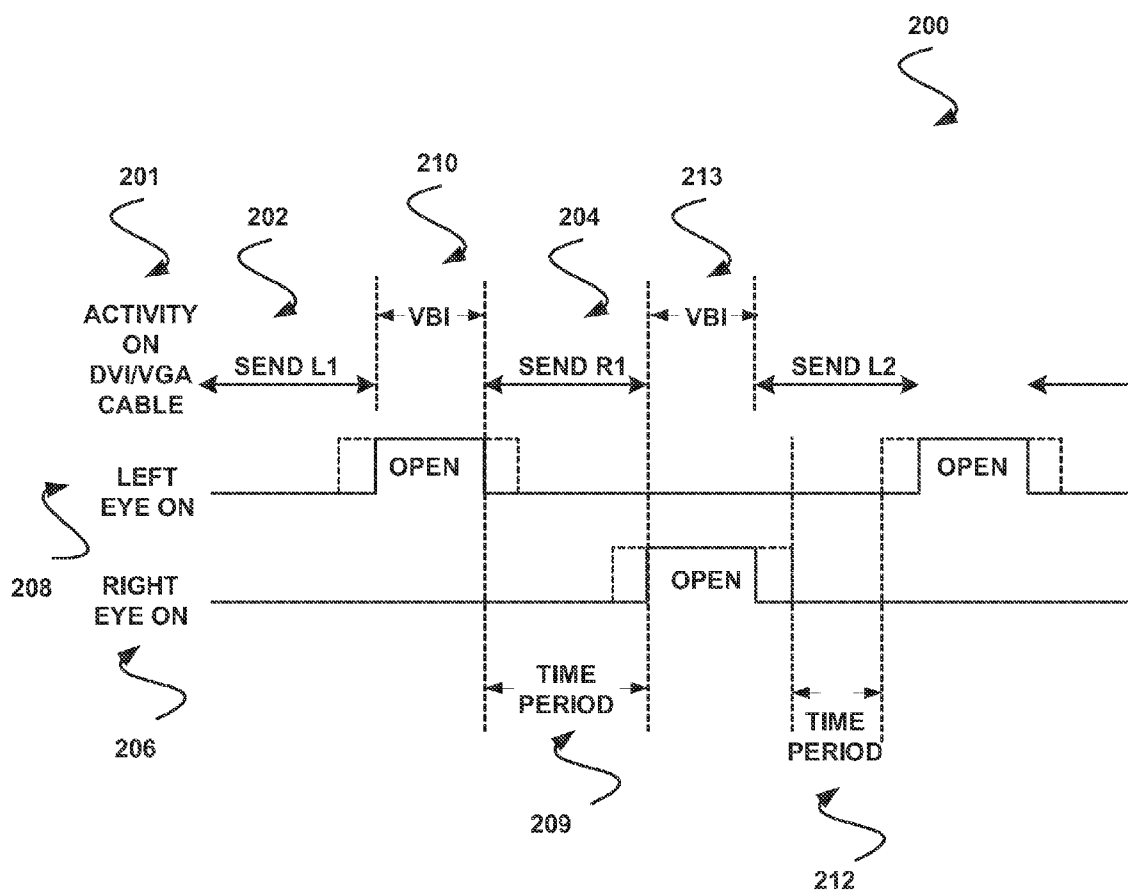 200
201
210
213
202
204
ACTIVITY
ON
DVI/VGA
CABLE
VBI
VBI
SEND L1
SEND R1
SEND L2
LEFT
EYE ON
OPEN
OPEN
208
RIGHT
EYE ON
OPEN
206
TIME
PERIOD
TIME
PERIOD
209
212